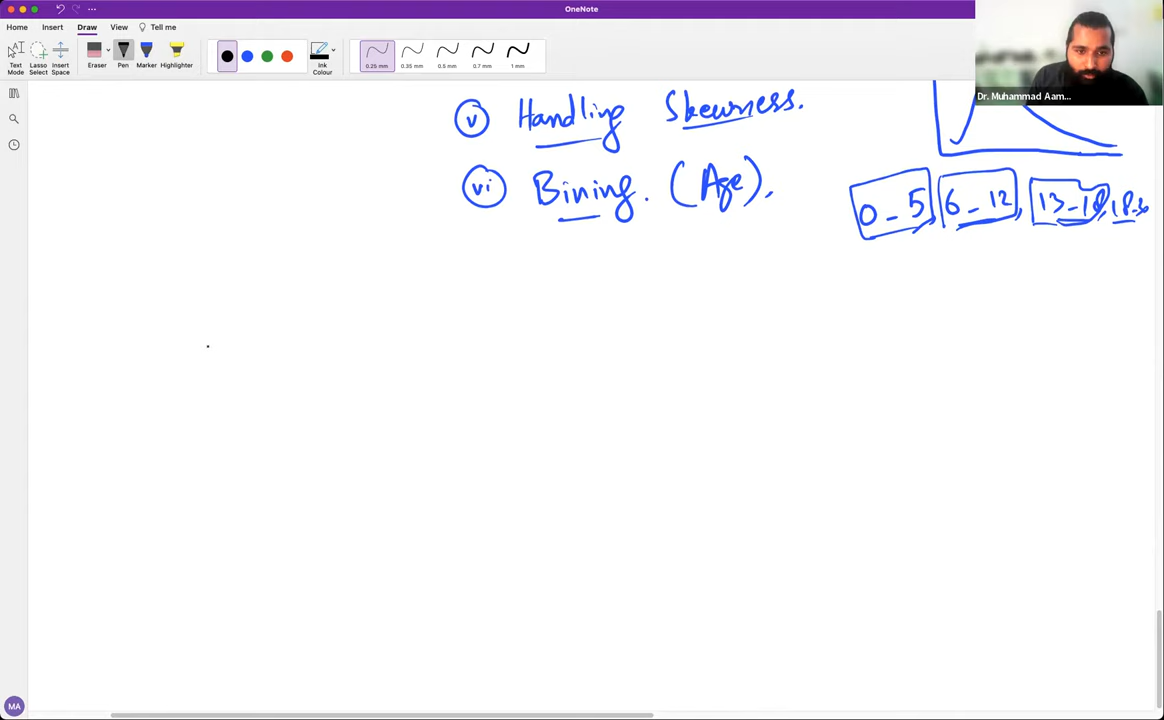 OneNote
Home Insert Draw View Tell me
Text Mode Lasso Select Insert Space Eraser Pen Marker Highlighter Ink Colour 0.25 mm 0.35 mm 0.5 mm 0.7 mm 1 mm
Dr. Muhammad Aam...
v Handling Skewness.
vi Bining. (Age),
0 - 5, 6 - 12, 13 - 18, 18-30
MA